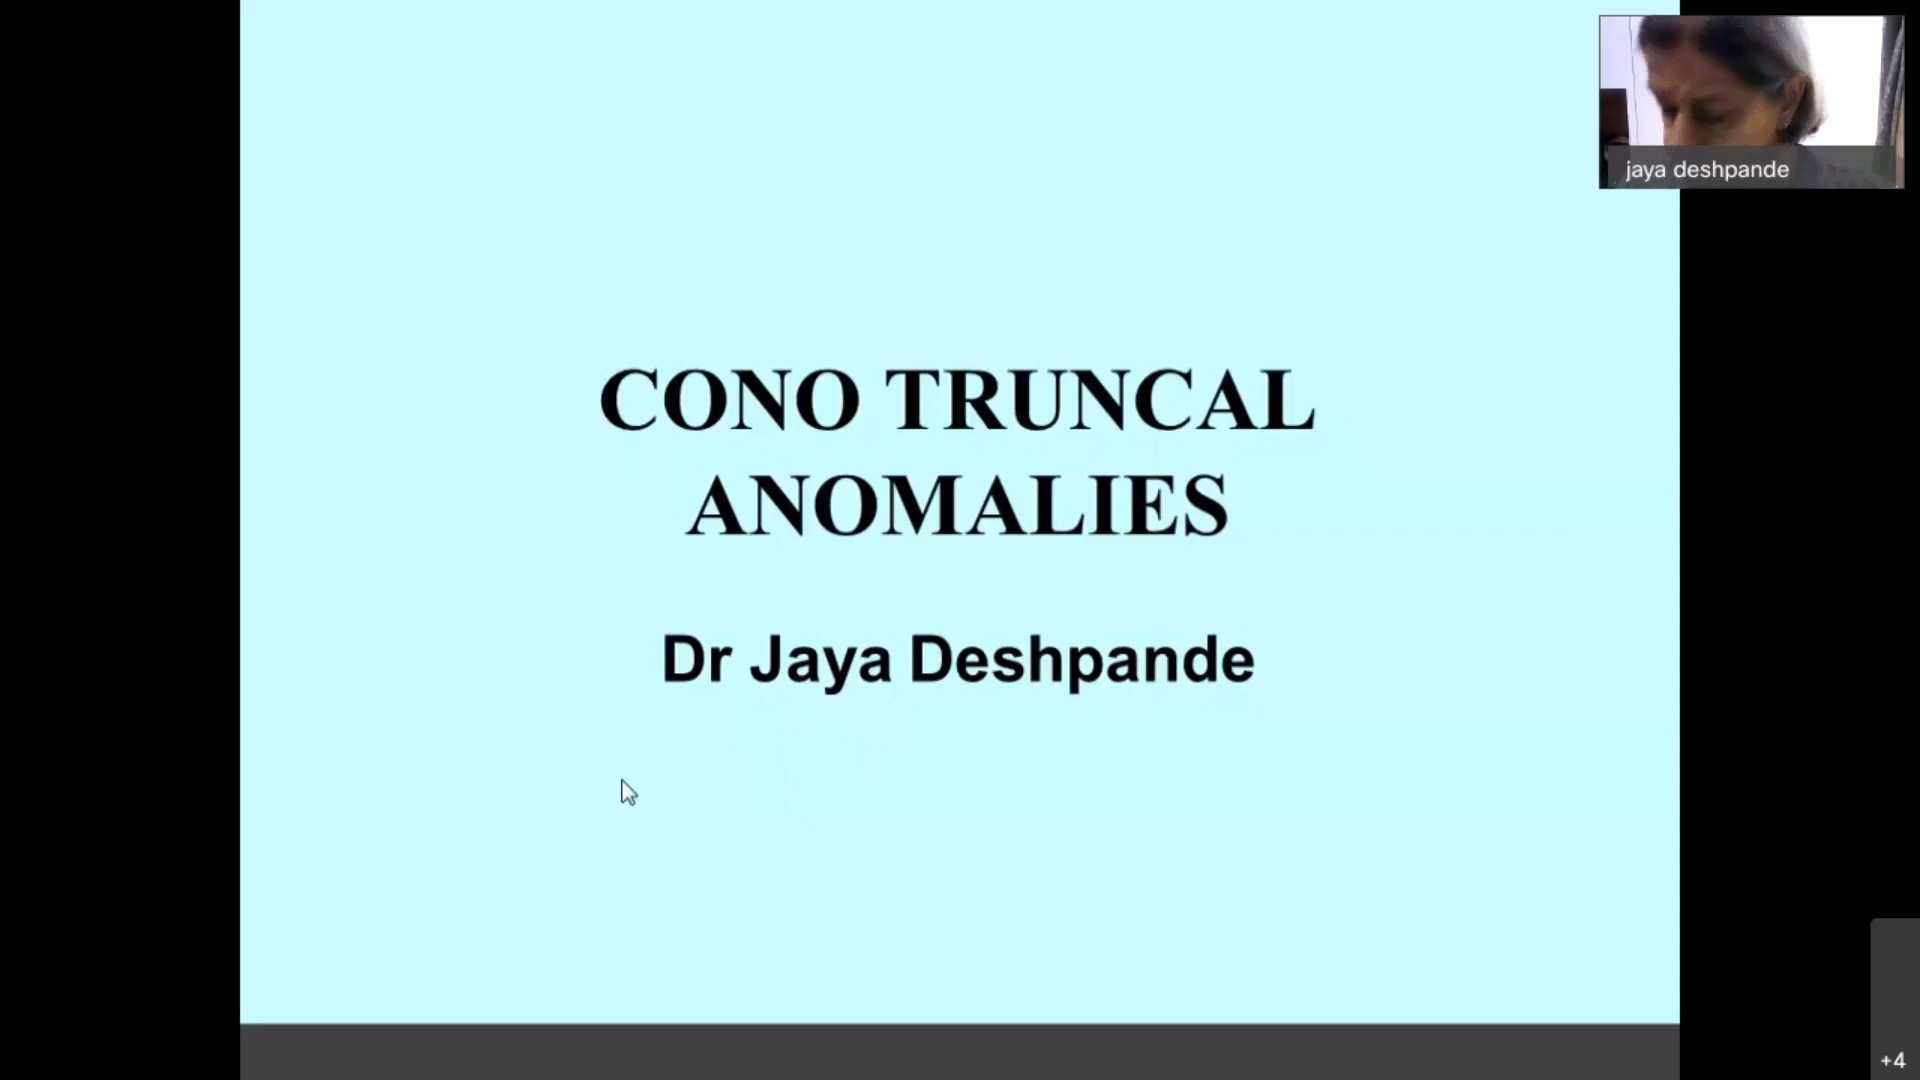 CONO TRUNCAL
ANOMALIES
Dr Jaya Deshpande
jaya deshpande
+4